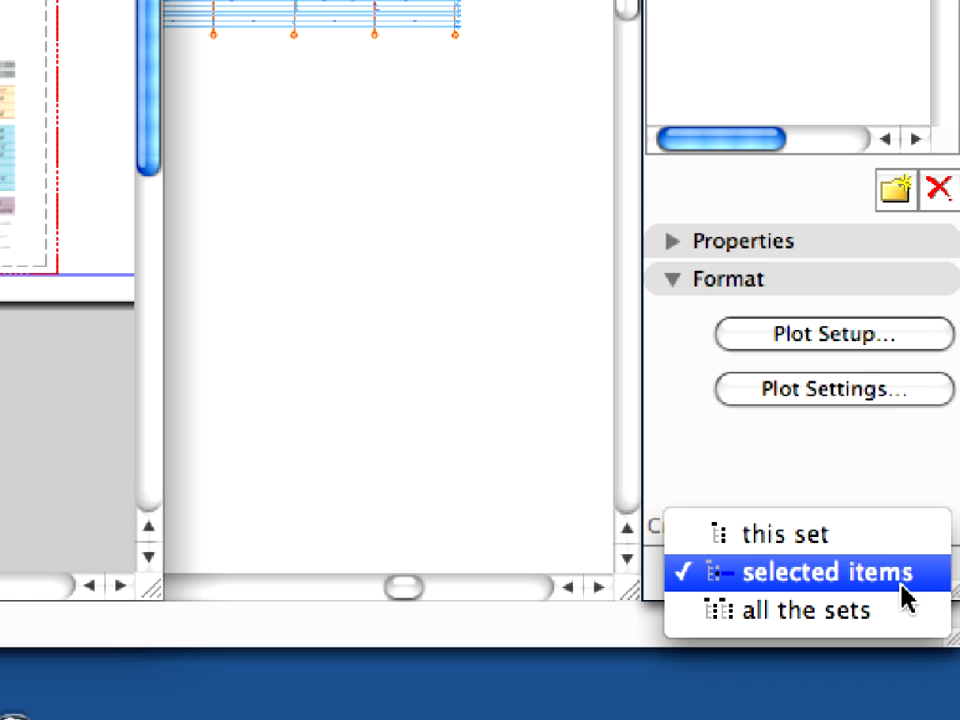 Properties
Format
Plot Setup...
Plot Settings...
this set
selected items
all the sets